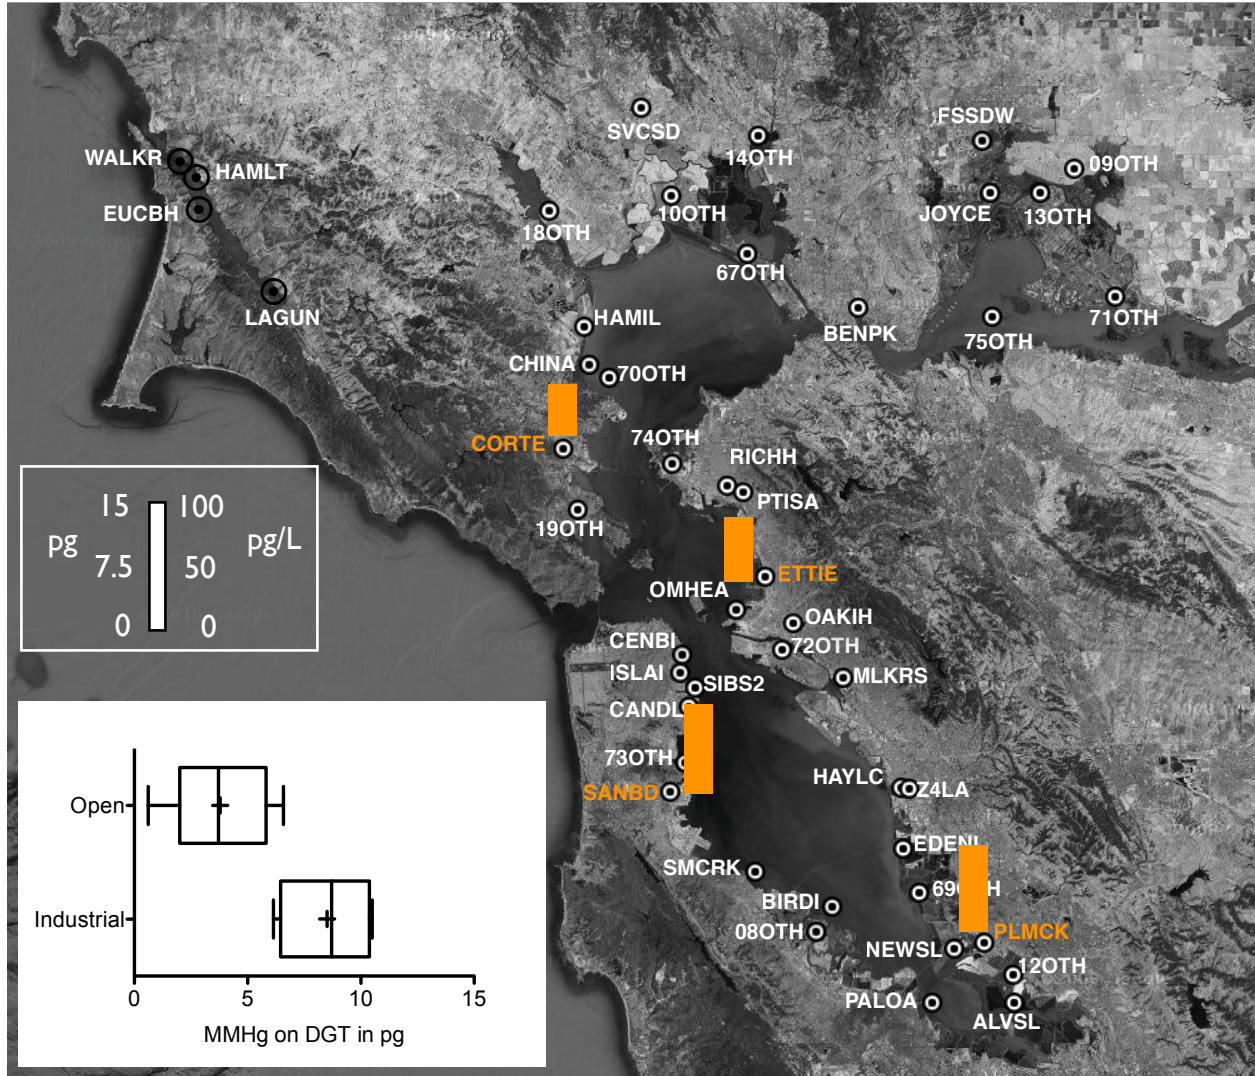 FSSDW
SVCSD
14OTH
09OTH
WALKR
HAMLT
EUCBH
10OTH
JOYCE
13OTH
18OTH
67OTH
LAGUN
HAMIL
BENPK
71OTH
75OTH
CHINA
70OTH
CORTE
74OTH
RICHH
PTISA
19OTH
15
100
pg
pg/L
7.5
50
0
0
ETTIE
OMHEA
OAKIH
CENBI
72OTH
ISLAI
SIBS2
MLKRS
CANDL
73OTH
SANBD
HAYLC
Z4LA
SMCRK
BIRDI
08OTH
PLMCK
NEWSL
12OTH
PALOA
ALVSL
Open
Industrial
0 5 10 15
MMHg on DGT in pg